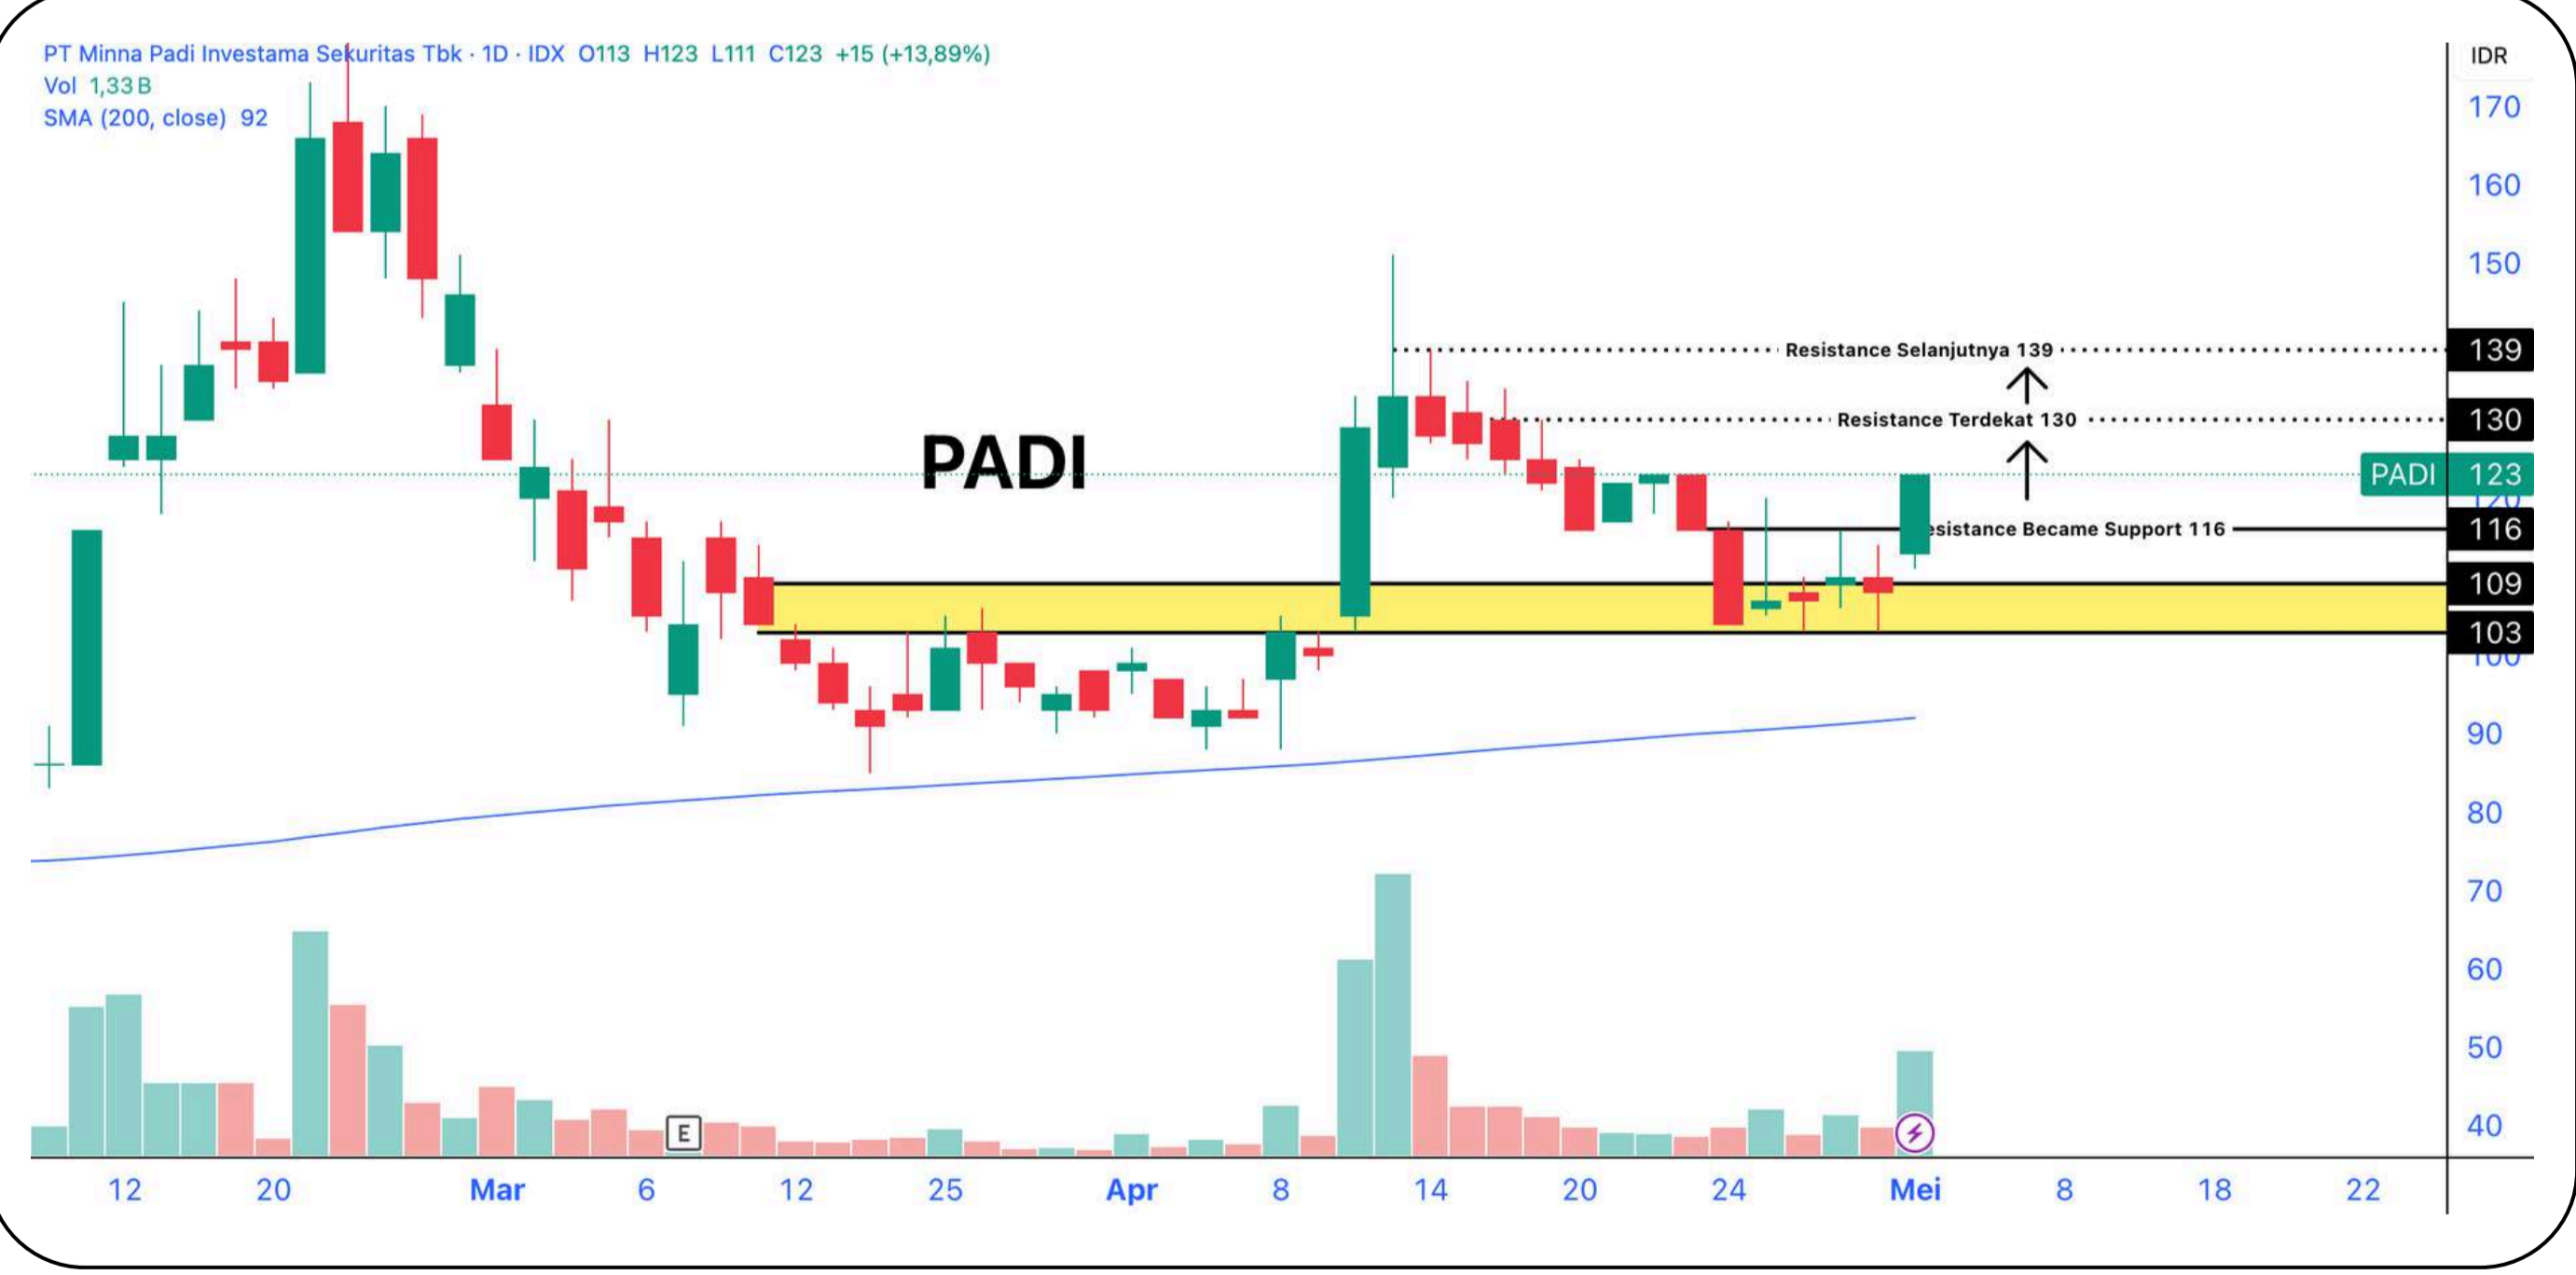 PT Minna Padi Investama Sekuritas Tbk · 1D · IDX O113 H123 L111 C123 +15 (+13,89%)
Vol 1,33 B
SMA (200, close) 92
IDR
170
160
150
Resistance Selanjutnya 139
139
Resistance Terdekat 130
130
PADI
PADI 123
120
esistance Became Support 116
116
109
103
100
90
80
70
60
50
E
40
12 20 Mar 6 12 25 Apr 8 14 20 24 Mei 8 18 22